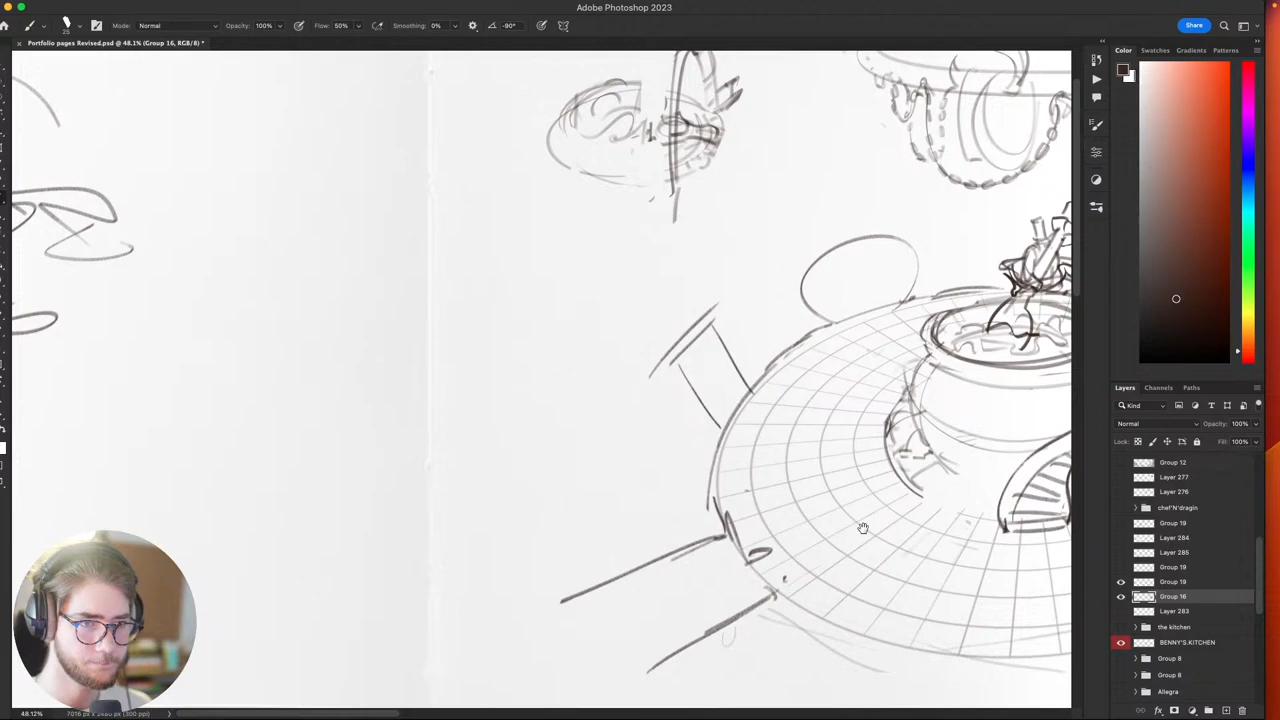 Adobe Photoshop 2023
25
Mode: Normal
Opacity: 100%
Flow: 50%
Smoothing: 0%
-90°
Share
Portfolio pages Revised.psd @ 48.1% (Group 16, RGB/8) *
Color
Swatches
Gradients
Patterns
Layers
Channels
Paths
Kind
Normal
Opacity: 100%
Lock:
Fill: 100%
Group 12
Layer 277
Layer 276
chef'N'dragin
Group 19
Layer 284
Layer 285
Group 19
Group 19
Group 16
Layer 283
the kitchen
BENNY'S.KITCHEN
Group 8
Group 8
Allegra
48.12%